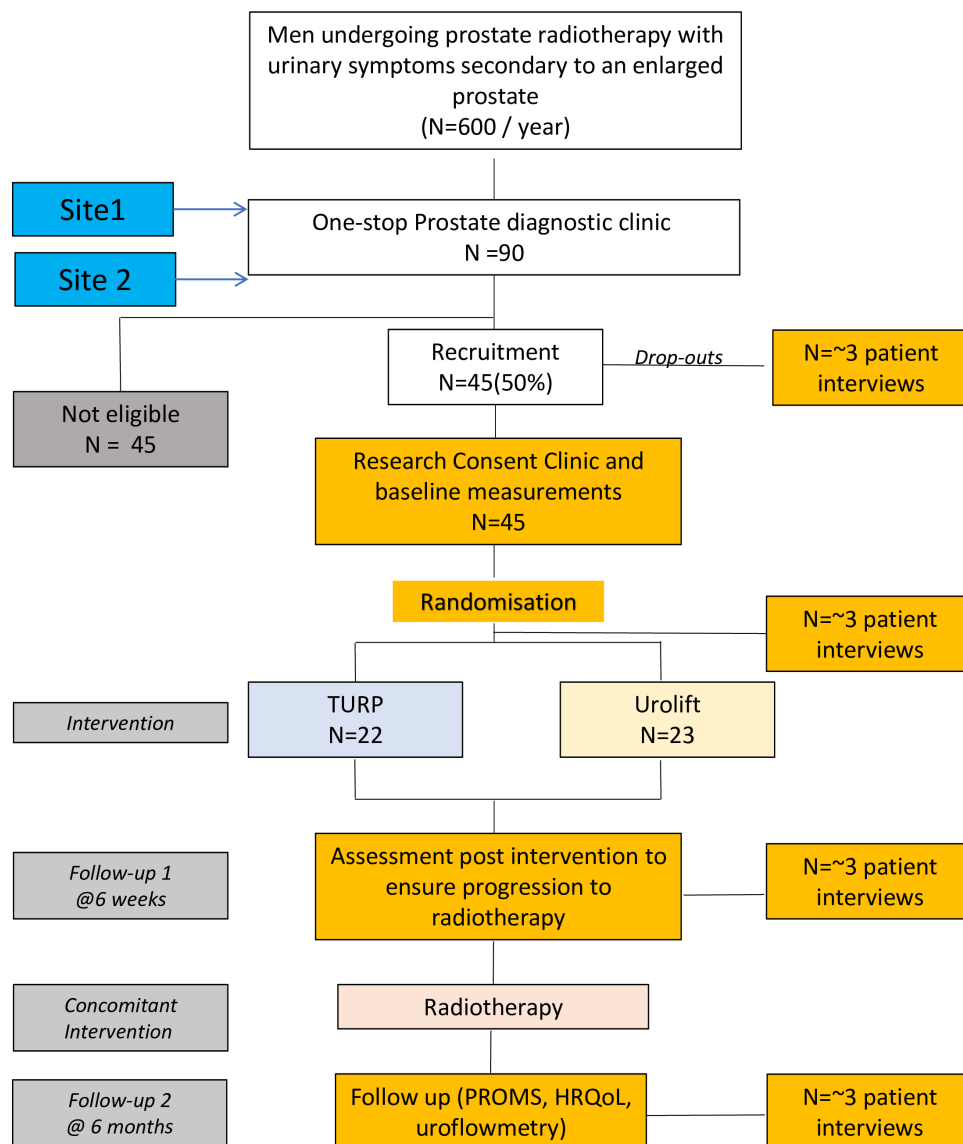 Men undergoing prostate radiotherapy with
urinary symptoms secondary to an enlarged
prostate
(N=600 / year)
Site1
One-stop Prostate diagnostic clinic
N =90
Site 2
Recruitment
N=45(50%)
Drop-outs
N=~3 patient
interviews
Not eligible
N =  45
Research Consent Clinic and
baseline measurements
N=45
Randomisation
N=~3 patient
interviews
Intervention
TURP
N=22
Urolift
N=23
Follow-up 1
@6 weeks
Assessment post intervention to
ensure progression to
radiotherapy
N=~3 patient
interviews
Concomitant
Intervention
Radiotherapy
Follow-up 2
@ 6 months
Follow up (PROMS, HRQoL,
uroflowmetry)
N=~3 patient
interviews